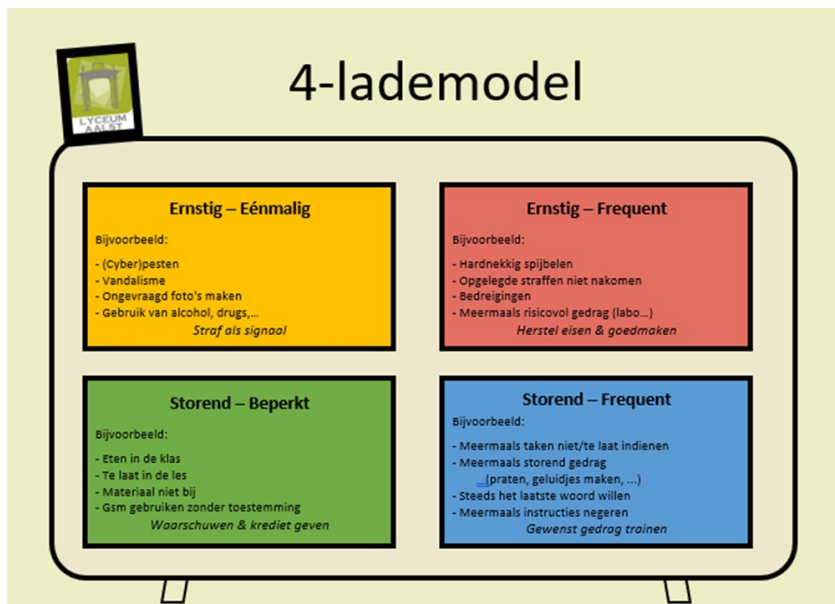 4-lademodel
LYCEUM
AALST
Ernstig – Eénmalig
Bijvoorbeeld:
- (Cyber)pesten
- Vandalisme
- Ongevraagd foto's maken
- Gebruik van alcohol, drugs,...
Straf als signaal
Ernstig – Frequent
Bijvoorbeeld:
- Hardnekkig spijbelen
- Opgelegde straffen niet nakomen
- Bedreigingen
- Meermaals risicovol gedrag (labo...)
Herstel eisen & goedmaken
Storend – Beperkt
Bijvoorbeeld:
- Eten in de klas
- Te laat in de les
- Materiaal niet bij
- Gsm gebruiken zonder toestemming
Waarschuwen & krediet geven
Storend – Frequent
Bijvoorbeeld:
- Meermaals taken niet/te laat indienen
- Meermaals storend gedrag
(praten, geluidjes maken, ...)
- Steeds het laatste woord willen
- Meermaals instructies negeren
Gewenst gedrag trainen